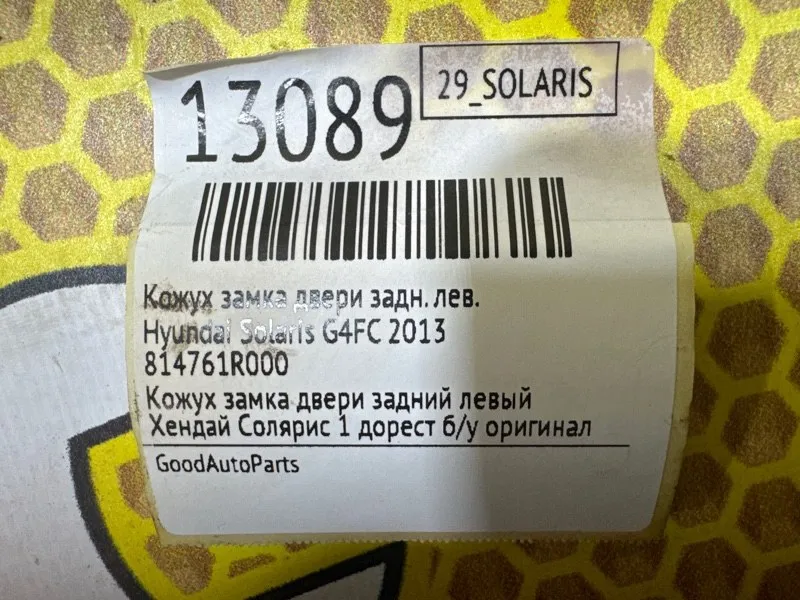 13089
29_SOLARIS
Кожух замка двери задн. лев.
Hyundai Solaris G4FC 2013
814761R000
Кожух замка двери задний левый
Хендай Солярис 1 дорест б/у оригинал
GoodAutoParts